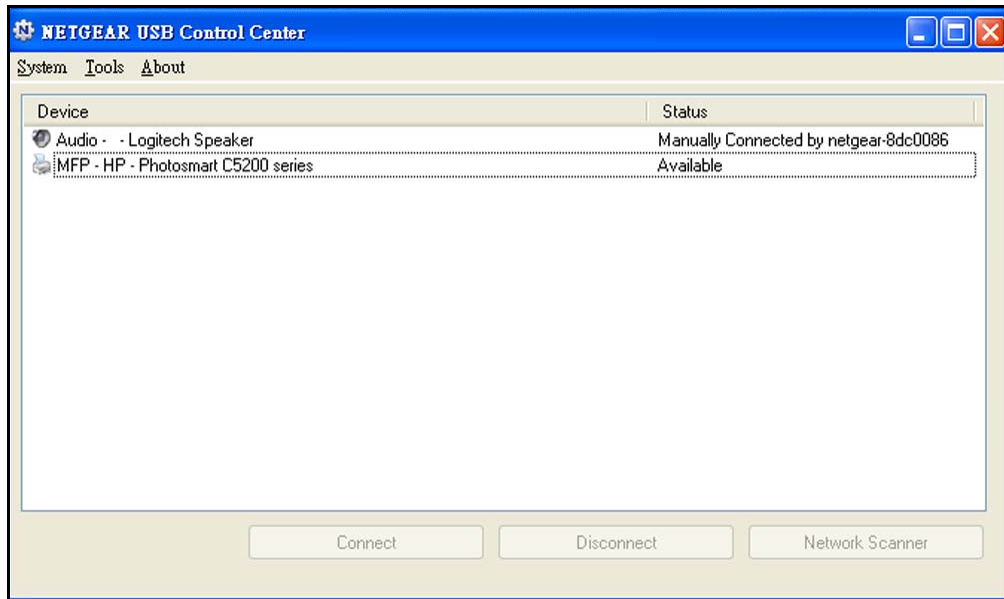 NETGEAR USB Control Center
System Tools About
Device Status
Audio - - Logitech Speaker Manually Connected by netgear-8dc0086
MFP - HP - Photosmart C5200 series Available
Connect Disconnect Network Scanner